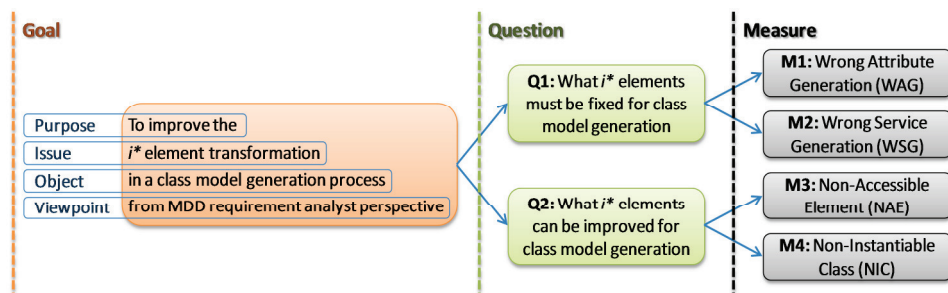 Goal
Purpose To improve the
Issue i* element transformation
Object in a class model generation process
Viewpoint from MDD requirement analyst perspective
Question
Q1: What i* elements
must be fixed for class
model generation
Q2: What i* elements
can be improved for
class model generation
Measure
M1: Wrong Attribute
Generation (WAG)
M2: Wrong Service
Generation (WSG)
M3: Non-Accessible
Element (NAE)
M4: Non-Instantiable
Class (NIC)